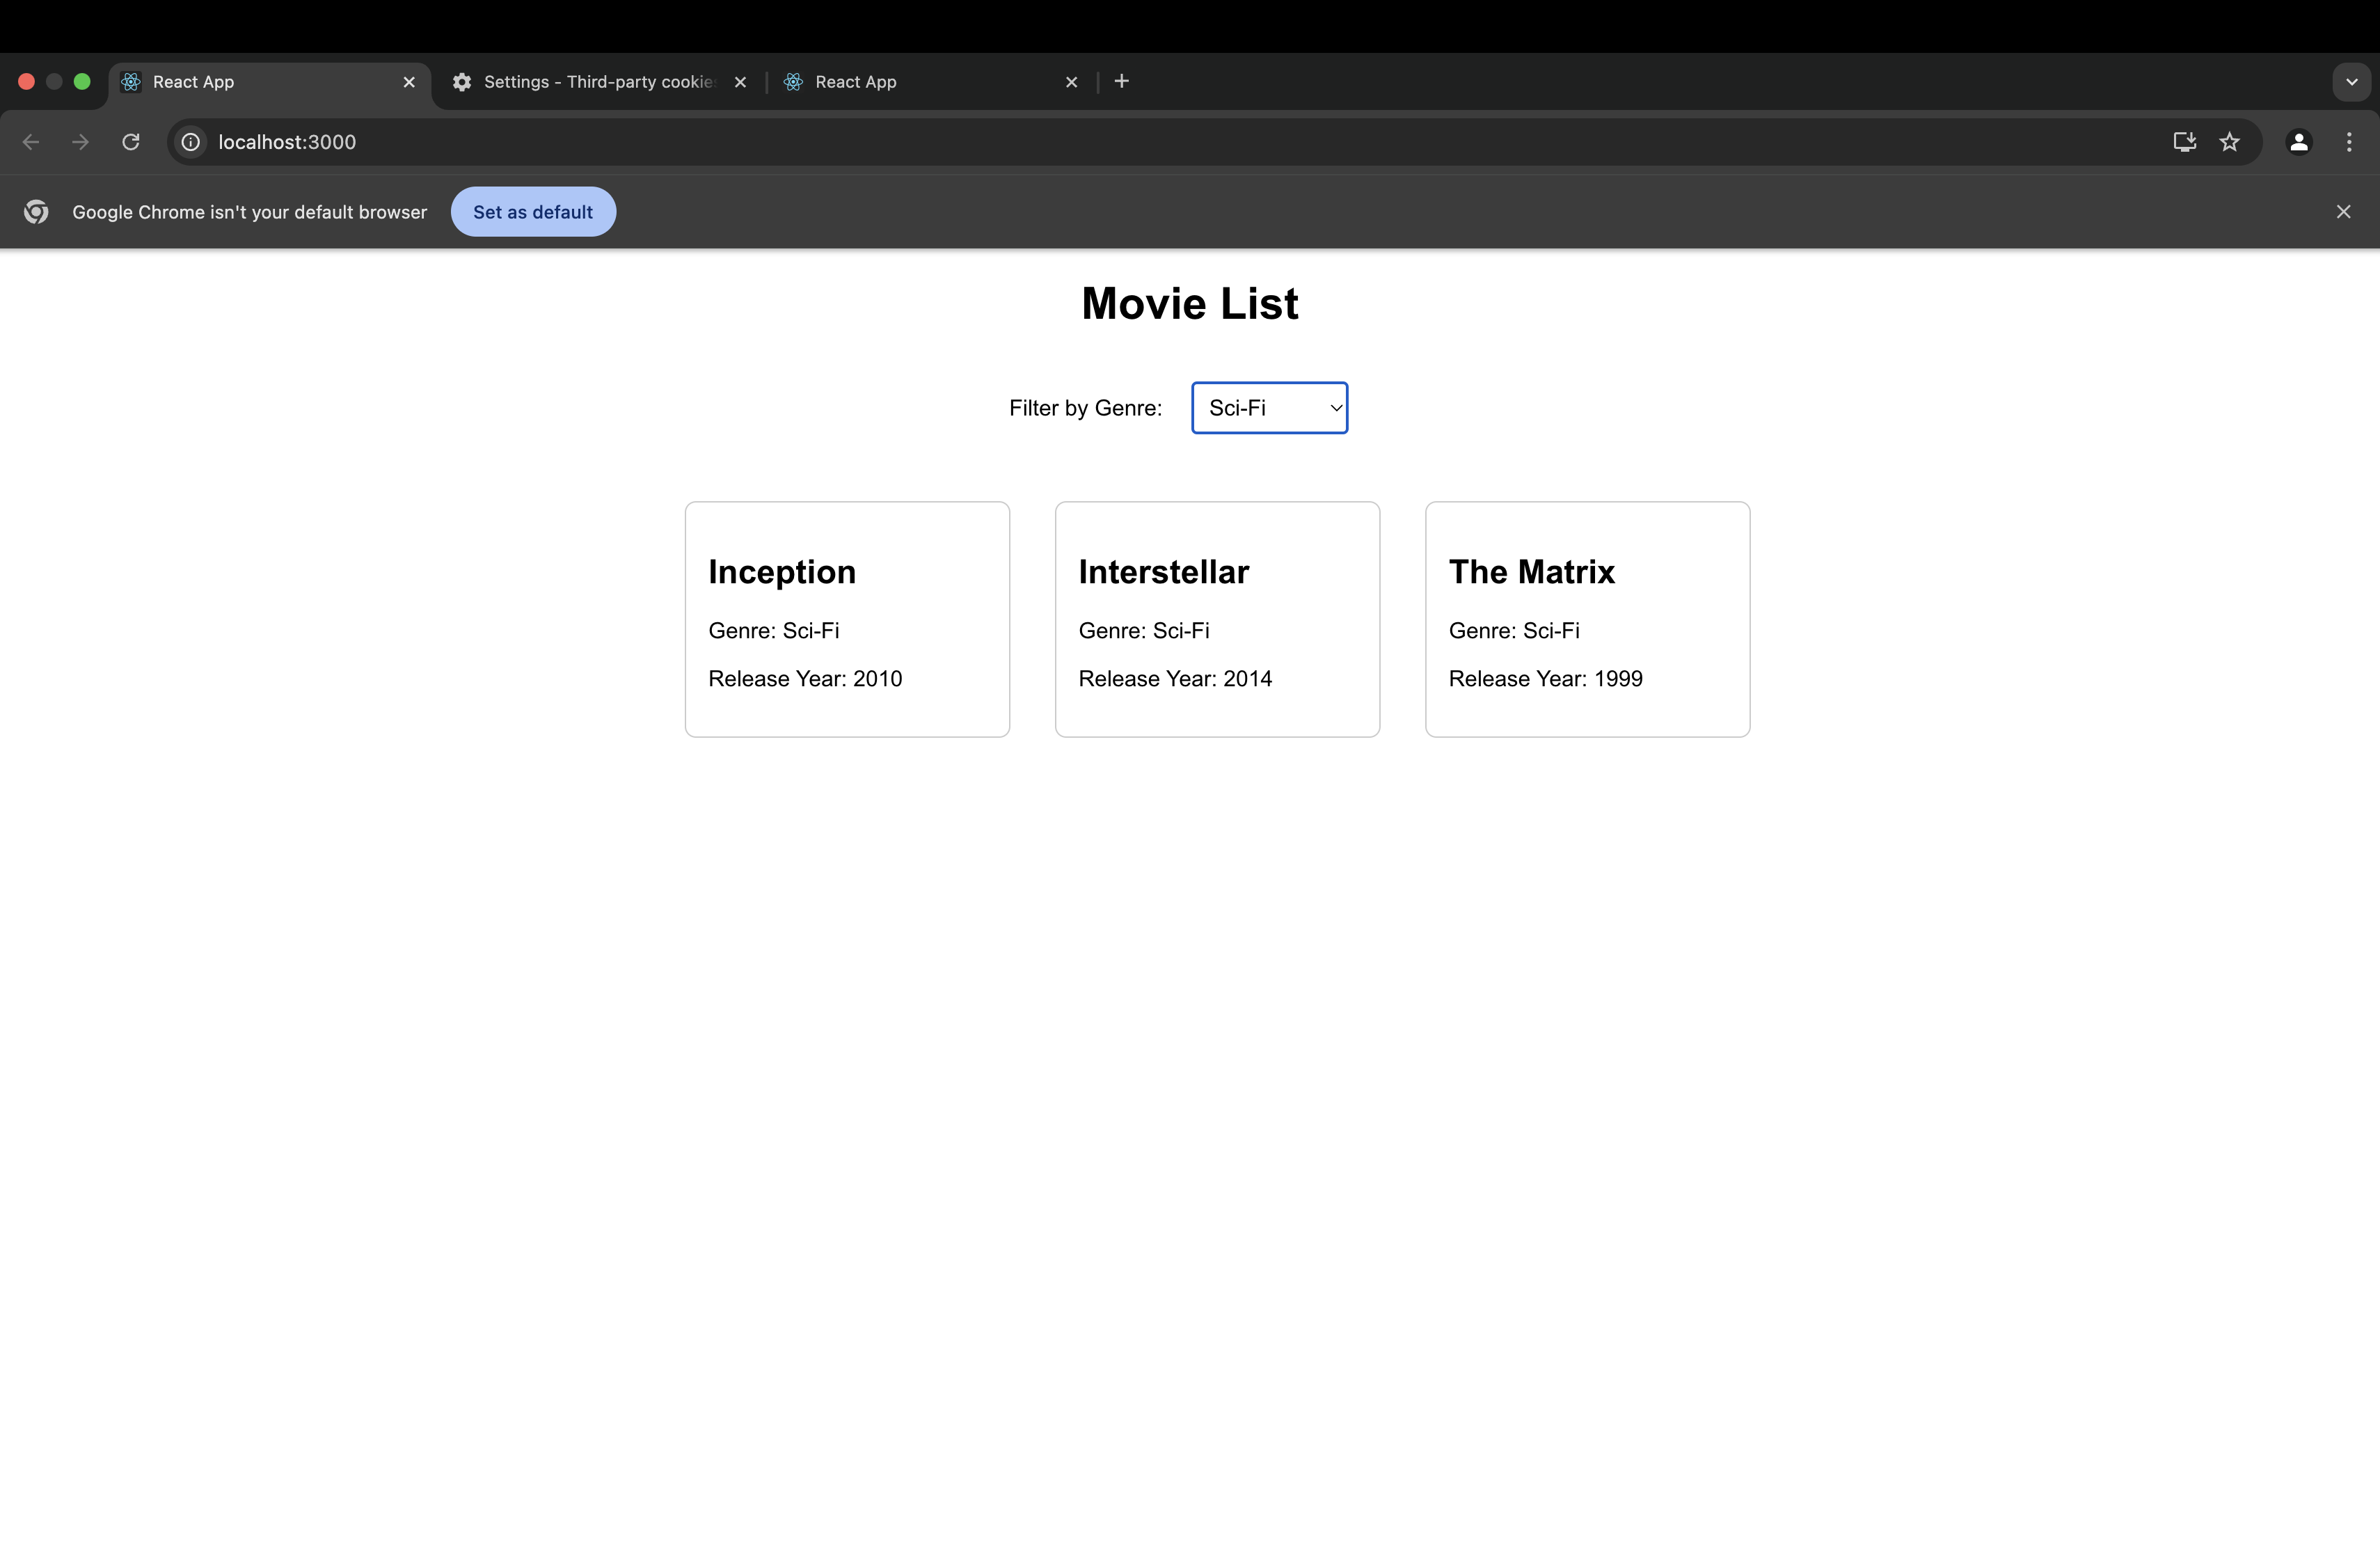 React App
Settings - Third-party cookie
React App
localhost:3000
Google Chrome isn't your default browser
Set as default
Movie List
Filter by Genre:
Sci-Fi
Inception
Genre: Sci-Fi
Release Year: 2010
Interstellar
Genre: Sci-Fi
Release Year: 2014
The Matrix
Genre: Sci-Fi
Release Year: 1999